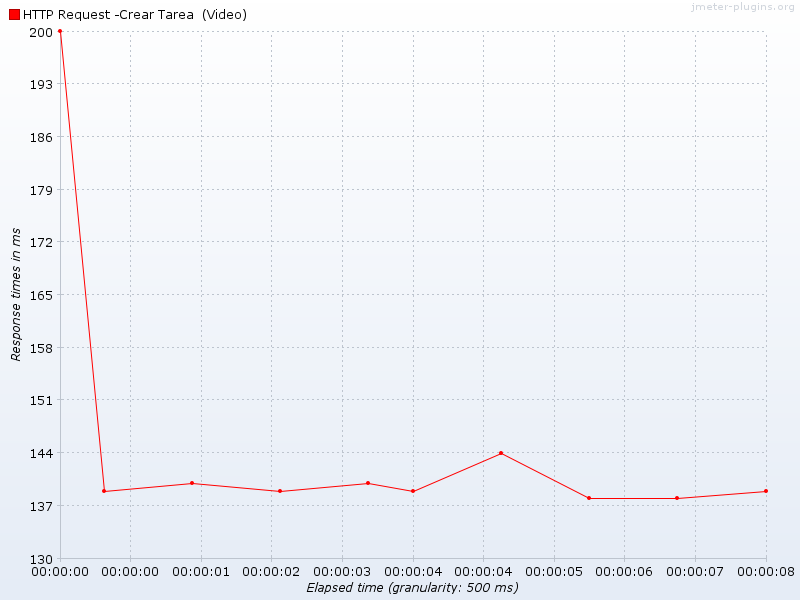 jmeter-plugins.org
HTTP Request -Crear Tarea  (Video)
200
193
186
179
172
165
158
151
144
137
130
Response times in ms
00:00:00 00:00:00 00:00:01 00:00:02 00:00:03 00:00:04 00:00:04 00:00:05 00:00:06 00:00:07 00:00:08
Elapsed time (granularity: 500 ms)